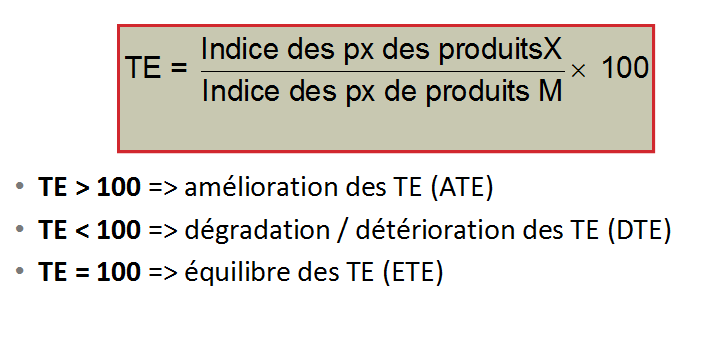 TE = Indice des px des produitsX / Indice des px de produits M × 100
• TE > 100 => amélioration des TE (ATE)
• TE < 100 => dégradation / détérioration des TE (DTE)
• TE = 100 => équilibre des TE (ETE)